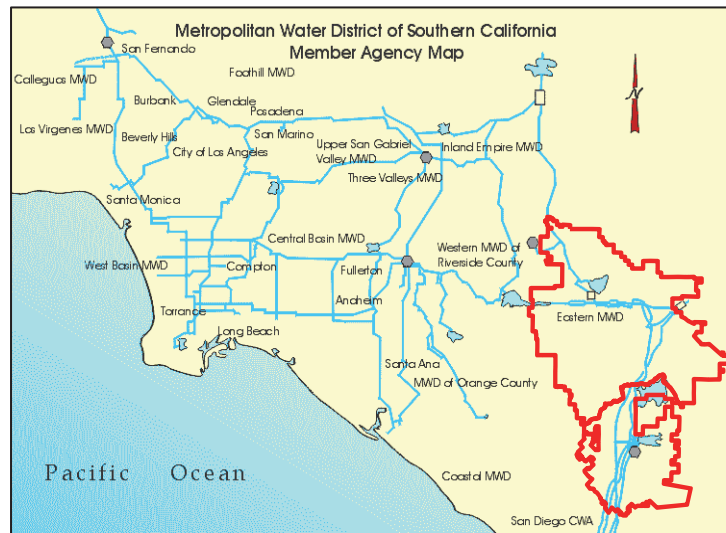 Metropolitan Water District of Southern California
Member Agency Map
San Fernando
Foothill MWD
Calleguas MWD
Burbank
Glendale
Pasadena
Los Virgenes MWD
Beverly Hills
San Marino
Upper San Gabriel
Valley MWD
Inland Empire MWD
City of Los Angeles
Three Valleys MWD
Santa Monica
Central Basin MWD
Western MWD of
Riverside County
West Basin MWD
Compton
Fullerton
Anaheim
Torrance
Eastern MWD
Long Beach
Santa Ana
MWD of Orange County
Pacific Ocean
Coastal MWD
San Diego CWA
N